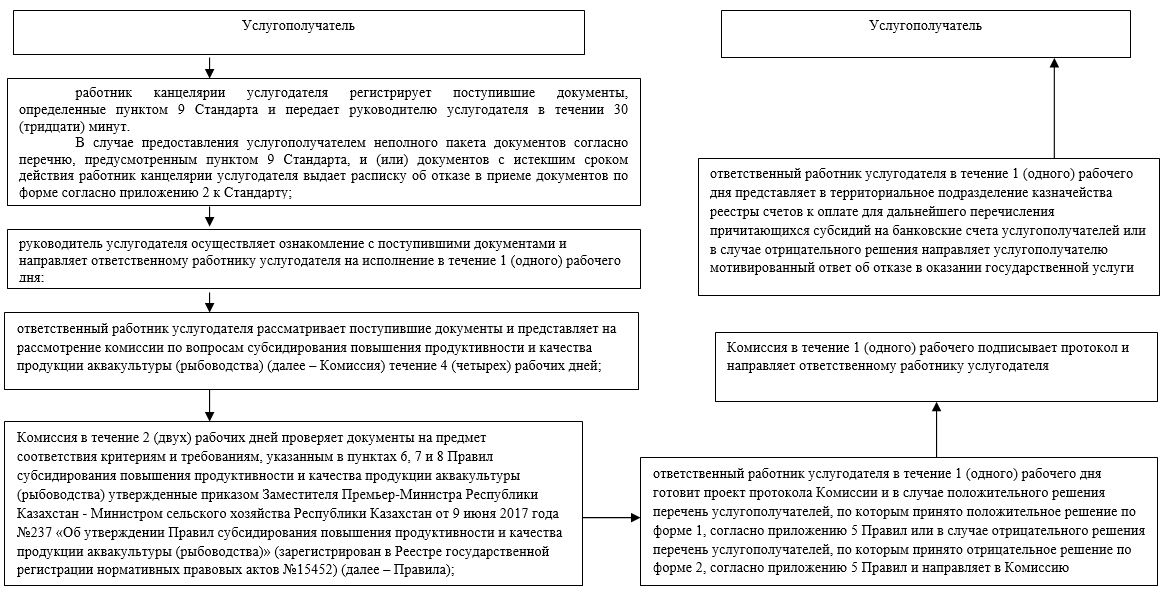 Услугополучатель
работник канцелярии услугодателя регистрирует поступившие документы,
определенные пунктом 9 Стандарта и передает руководителю услугодателя в течении 30
(тридцати) минут.
В случае предоставления услугополучателем неполного пакета документов согласно
перечню, предусмотренным пунктом 9 Стандарта, и (или) документов с истекшим сроком
действия работник канцелярии услугодателя выдает расписку об отказе в приеме документов по
форме согласно приложению 2 к Стандарту;
руководитель услугодателя осуществляет ознакомление с поступившими документами и
направляет ответственному работнику услугодателя на исполнение в течение 1 (одного) рабочего
дня;
ответственный работник услугодателя рассматривает поступившие документы и представляет на
рассмотрение комиссии по вопросам субсидирования повышения продуктивности и качества
продукции аквакультуры (рыбоводства) (далее – Комиссия) течение 4 (четырех) рабочих дней;
Комиссия в течение 2 (двух) рабочих дней проверяет документы на предмет
соответствия критериям и требованиям, указанным в пунктах 6, 7 и 8 Правил
субсидирования повышения продуктивности и качества продукции аквакультуры
(рыбоводства) утвержденные приказом Заместителя Премьер-Министра Республики
Казахстан - Министром сельского хозяйства Республики Казахстан от 9 июня 2017 года
№237 «Об утверждении Правил субсидирования повышения продуктивности и качества
продукции аквакультуры (рыбоводства)» (зарегистрирован в Реестре государственной
регистрации нормативных правовых актов №15452) (далее – Правила);
ответственный работник услугодателя в течение 1 (одного) рабочего дня
готовит проект протокола Комиссии и в случае положительного решения
перечень услугополучателей, по которым принято положительное решение по
форме 1, согласно приложению 5 Правил или в случае отрицательного решения
перечень услугополучателей, по которым принято отрицательное решение по
форме 2, согласно приложению 5 Правил и направляет в Комиссию
Комиссия в течение 1 (одного) рабочего подписывает протокол и
направляет ответственному работнику услугодателя
ответственный работник услугодателя в течение 1 (одного) рабочего
дня представляет в территориальное подразделение казначейства
реестры счетов к оплате для дальнейшего перечисления
причитающихся субсидий на банковские счета услугополучателей или
в случае отрицательного решения направляет услугополучателю
мотивированный ответ об отказе в оказании государственной услуги
Услугополучатель